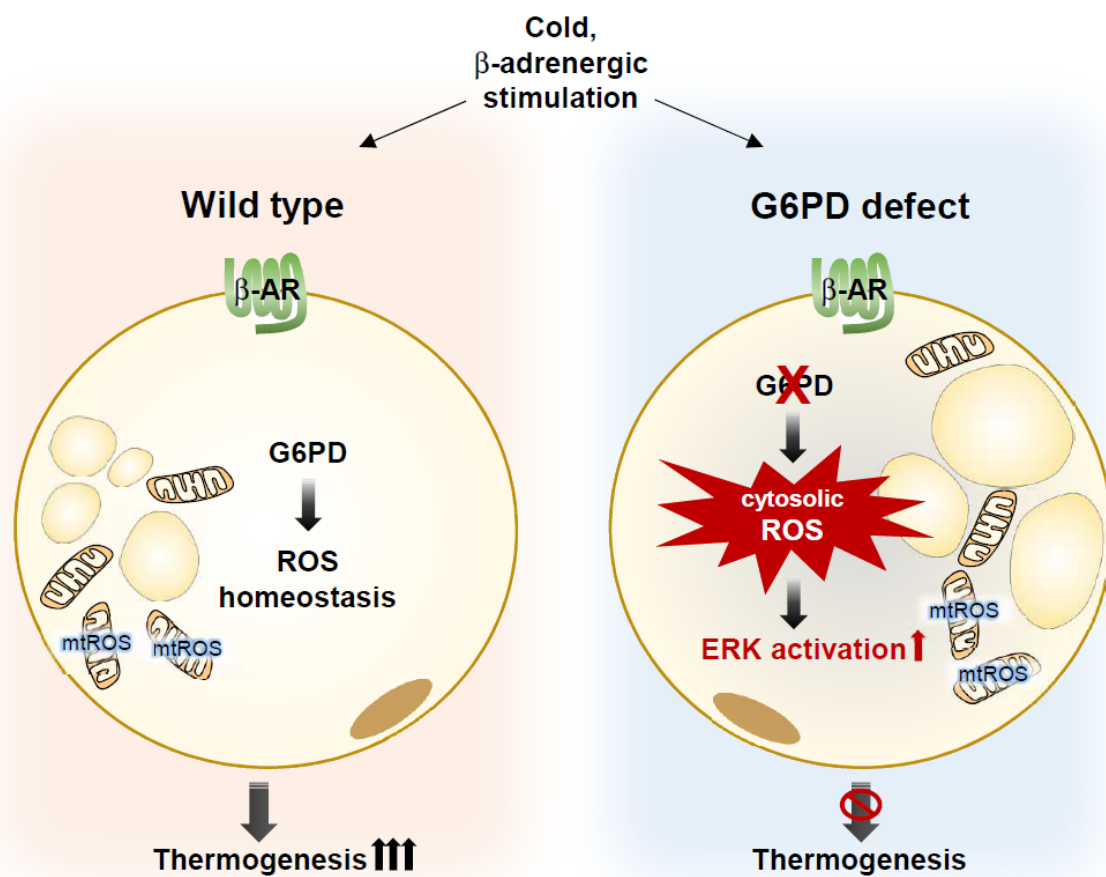 Cold,
β-adrenergic
stimulation
Wild type
β-AR
G6PD
ROS
homeostasis
mtROS
mtROS
Thermogenesis
G6PD defect
β-AR
G6PD
cytosolic
ROS
ERK activation
mtROS
mtROS
Thermogenesis